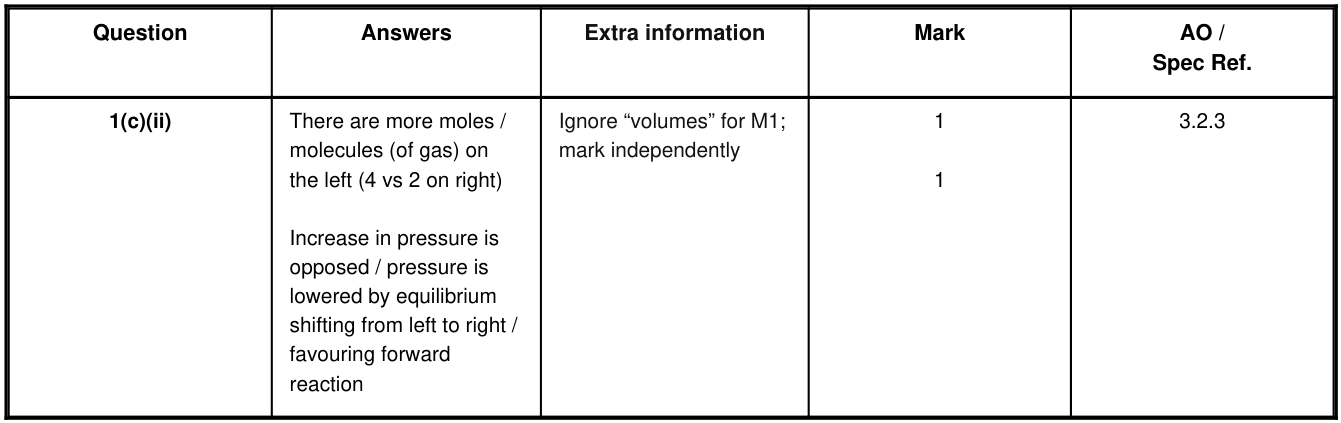 Question
Answers
Extra information
Mark
AO /
Spec Ref.
1(c)(ii)
There are more moles /
molecules (of gas) on
the left (4 vs 2 on right)
Increase in pressure is
opposed / pressure is
lowered by equilibrium
shifting from left to right /
favouring forward
reaction
Ignore “volumes” for M1;
mark independently
1
1
3.2.3